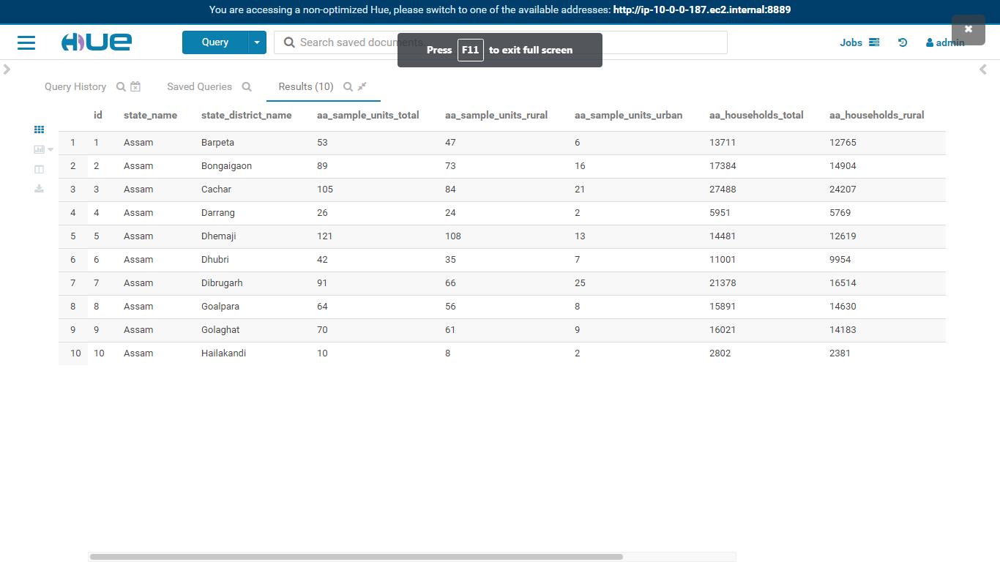 You are accessing a non-optimized Hue, please switch to one of the available addresses: http://ip-10-0-0-187.ec2.internal:8889
HUE Query Search saved documents... Jobs admin
Press F11 to exit full screen
Query History Saved Queries Results (10)
id state_name state_district_name aa_sample_units_total aa_sample_units_rural aa_sample_units_urban aa_households_total aa_households_rural
1 1 Assam Barpeta 53 47 6 13711 12765
2 2 Assam Bongaigaon 89 73 16 17384 14904
3 3 Assam Cachar 105 84 21 27488 24207
4 4 Assam Darrang 26 24 2 5951 5769
5 5 Assam Dhemaji 121 108 13 14481 12619
6 6 Assam Dhubri 42 35 7 11001 9954
7 7 Assam Dibrugarh 91 66 25 21378 16514
8 8 Assam Goalpara 64 56 8 15891 14630
9 9 Assam Golaghat 70 61 9 16021 14183
10 10 Assam Hailakandi 10 8 2 2802 2381